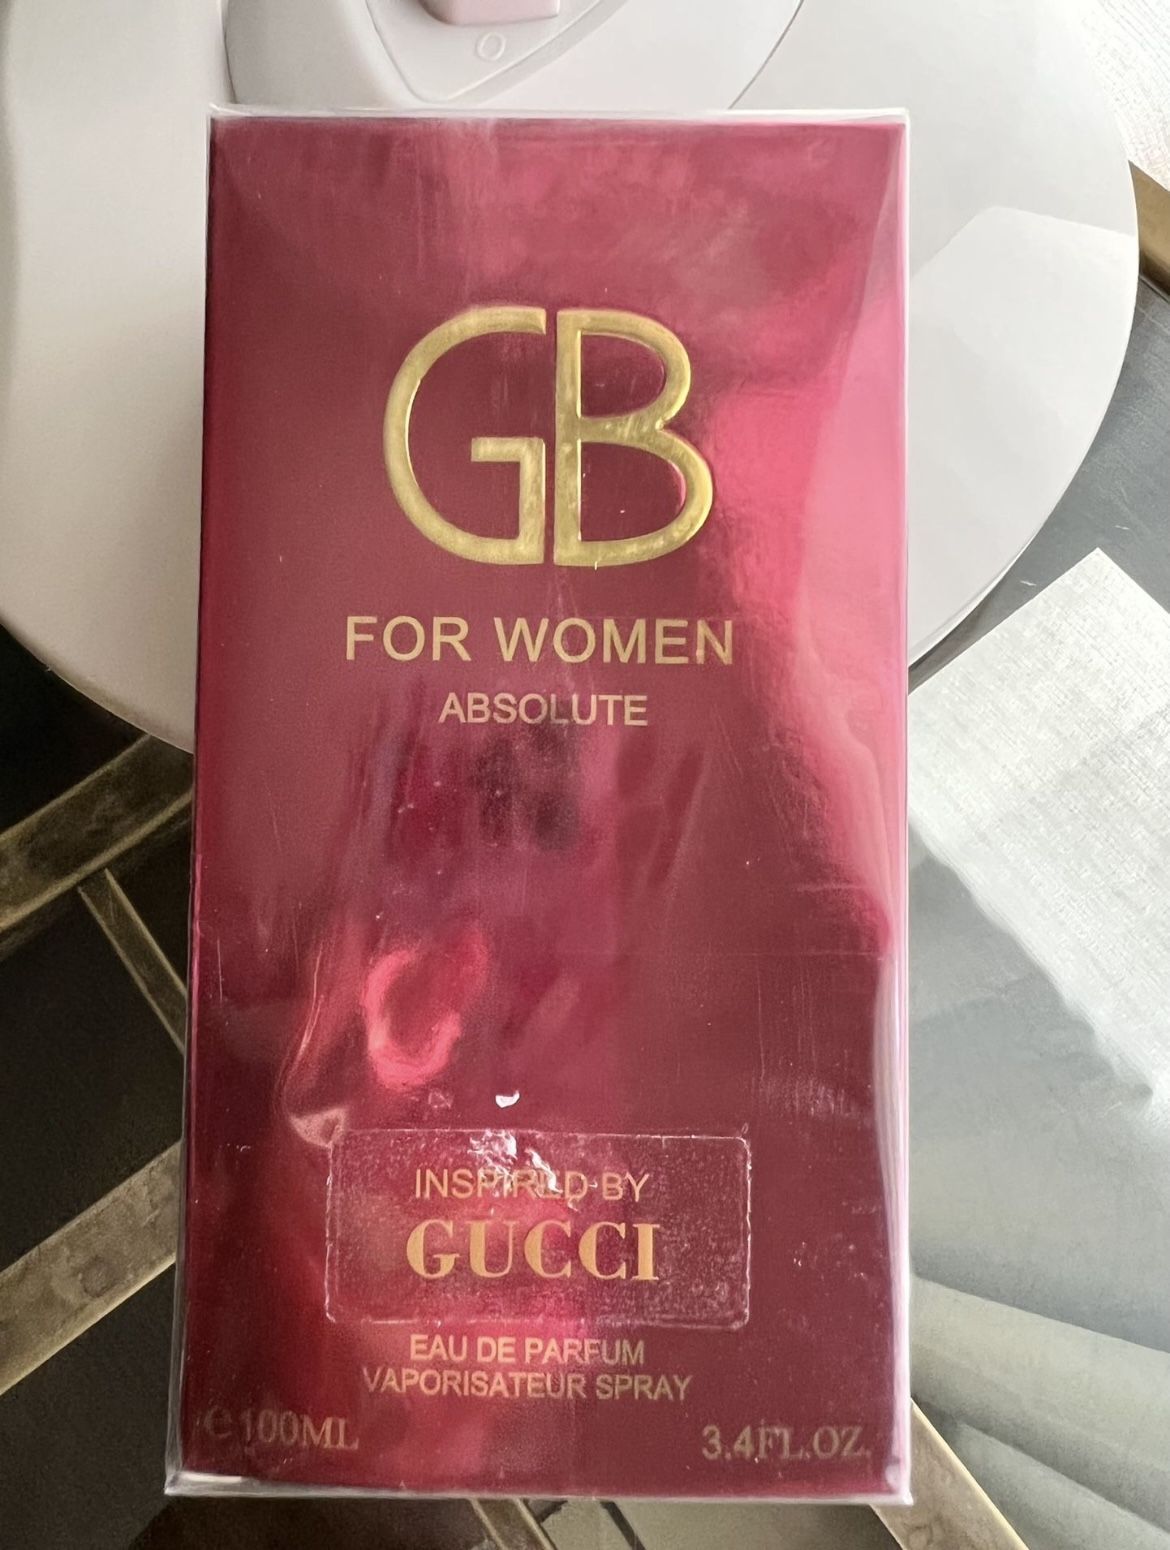 GB
FOR WOMEN
ABSOLUTE
INSPIRED BY
GUCCI
EAU DE PARFUM
VAPORISATEUR SPRAY
℮100ML
3.4FL.OZ.